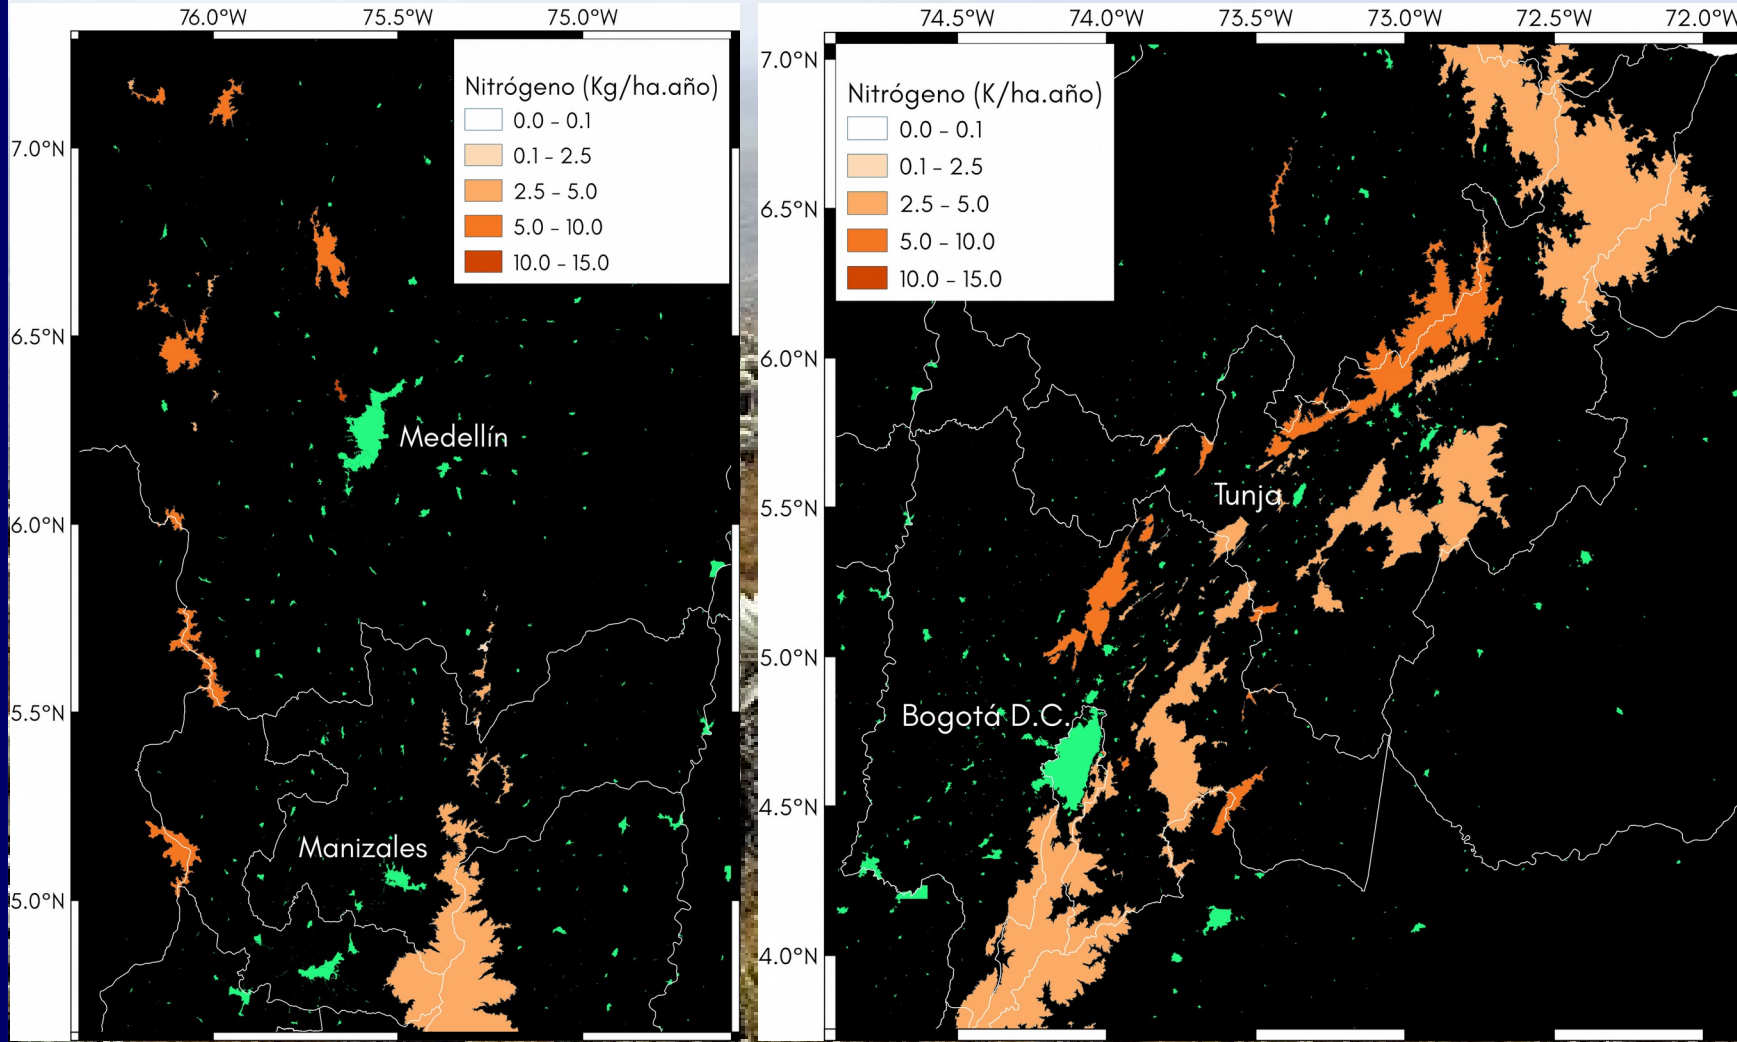 76.0°W 75.5°W 75.0°W
Nitrógeno (Kg/ha.año)
0.0 - 0.1
0.1 - 2.5
2.5 - 5.0
5.0 - 10.0
10.0 - 15.0
7.0°N
6.5°N
6.0°N
5.5°N
5.0°N
Medellín
Manizales
74.5°W 74.0°W 73.5°W 73.0°W 72.5°W 72.0°W
Nitrógeno (K/ha.año)
0.0 - 0.1
0.1 - 2.5
2.5 - 5.0
5.0 - 10.0
10.0 - 15.0
7.0°N
6.5°N
6.0°N
5.5°N
5.0°N
4.5°N
4.0°N
Tunja
Bogotá D.C.